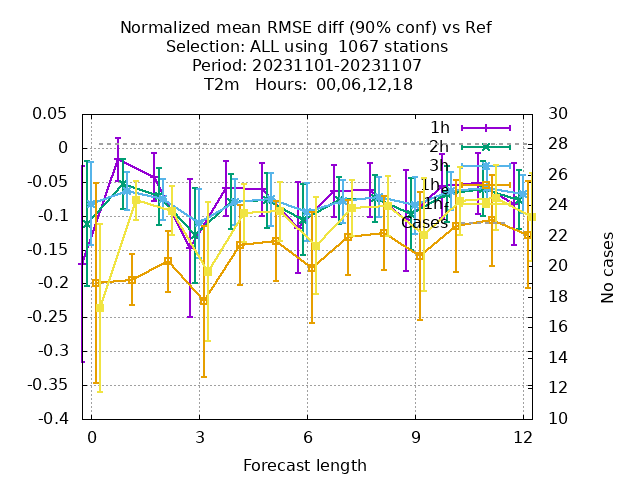 Normalized mean RMSE diff (90% conf) vs Ref
Selection: ALL using 1067 stations
Period: 20231101-20231107
T2m Hours: 00,06,12,18
0.05
0
-0.05
-0.1
-0.15
-0.2
-0.25
-0.3
-0.35
-0.4
30
28
26
24
22
20
18
16
14
12
10
1h
2h
3h
Cases
0
3
6
9
12
No cases
Forecast length